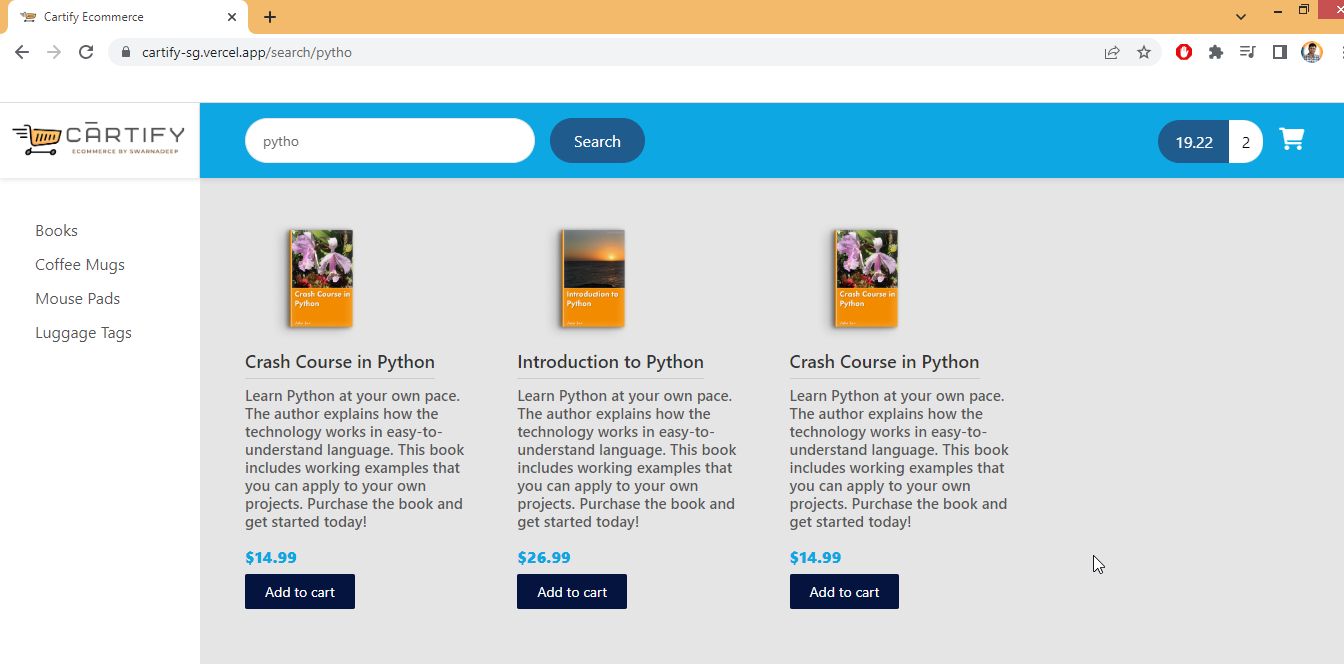 Cartify Ecommerce
cartify-sg.vercel.app/search/pytho
CARTIFY
ECOMMERCE BY SWARNADEEP
pytho
Search
19.22
2
Books
Coffee Mugs
Mouse Pads
Luggage Tags
Crash Course in
Python
Crash Course in Python
Learn Python at your own pace.
The author explains how the
technology works in easy-to-
understand language. This book
includes working examples that
you can apply to your own
projects. Purchase the book and
get started today!
$14.99
Add to cart
Introduction to
Python
Introduction to Python
Learn Python at your own pace.
The author explains how the
technology works in easy-to-
understand language. This book
includes working examples that
you can apply to your own
projects. Purchase the book and
get started today!
$26.99
Add to cart
Crash Course in
Python
Crash Course in Python
Learn Python at your own pace.
The author explains how the
technology works in easy-to-
understand language. This book
includes working examples that
you can apply to your own
projects. Purchase the book and
get started today!
$14.99
Add to cart